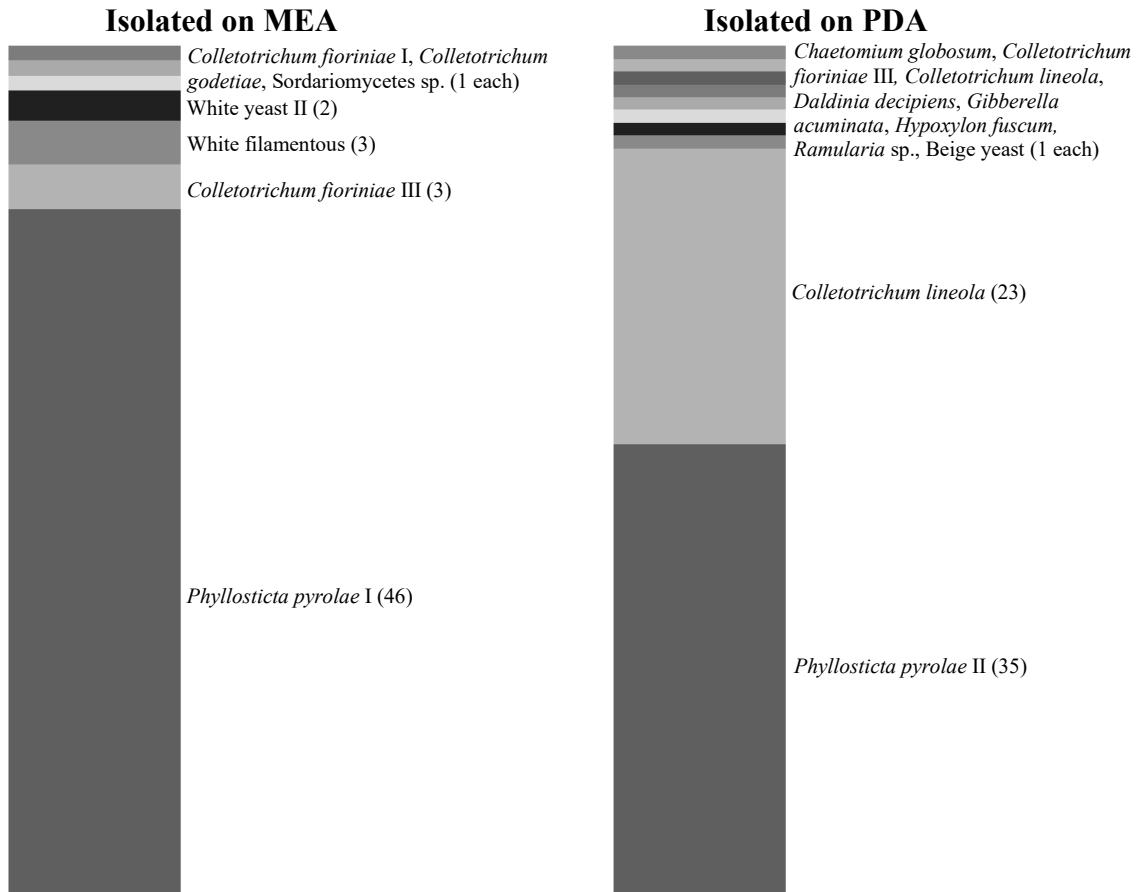 Isolated on MEA
Colletotrichum fioriniae I, Colletotrichum
godetiae, Sordariomycetes sp. (1 each)
White yeast II (2)
White filamentous (3)
Colletotrichum fioriniae III (3)
Phyllosticta pyrolae I (46)
Isolated on PDA
Chaetomium globosum, Colletotrichum
fioriniae III, Colletotrichum lineola,
Daldinia decipiens, Gibberella
acuminata, Hypoxylon fuscum,
Ramularia sp., Beige yeast (1 each)
Colletotrichum lineola (23)
Phyllosticta pyrolae II (35)